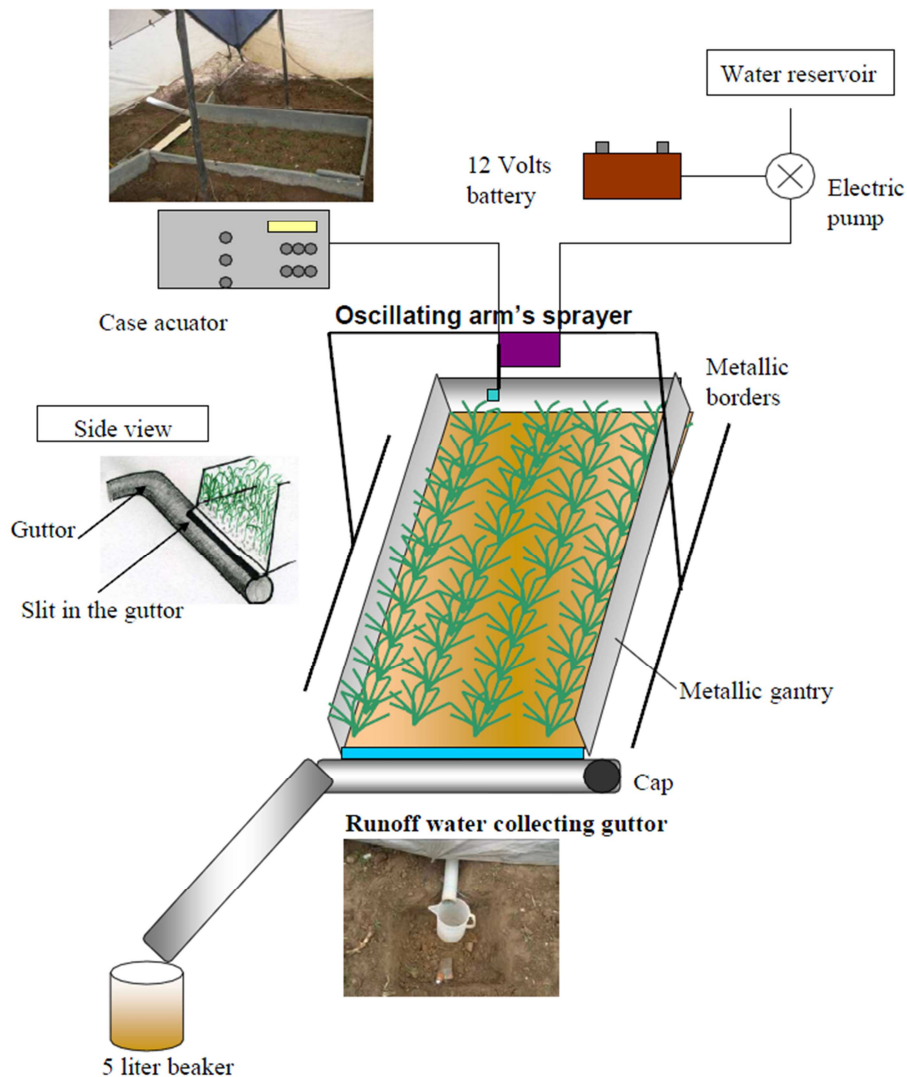 Water reservoir
12 Volts
battery
Electric
pump
Case acuator
Oscillating arm's sprayer
Metallic
borders
Side view
Guttor
Slit in the guttor
Metallic gantry
Cap
Runoff water collecting guttor
5 liter beaker